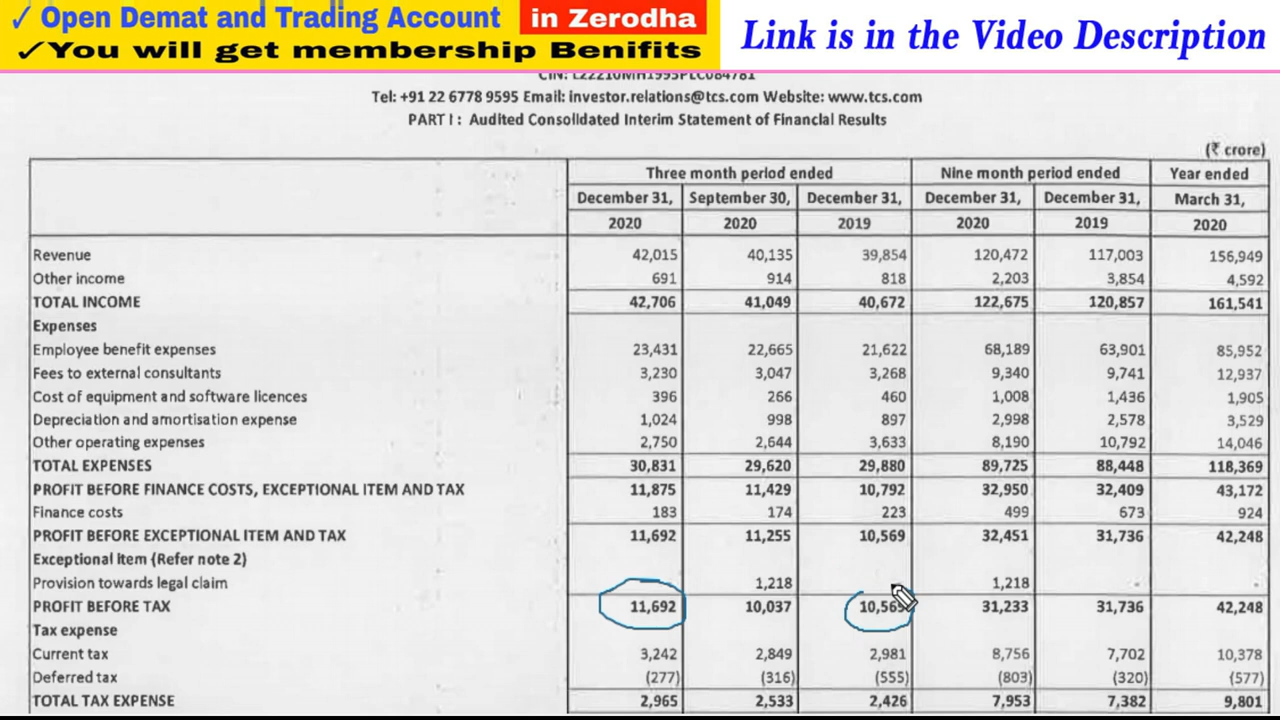 ✓ Open Demat and Trading Account in Zerodha
✓You will get membership Benifits
Link is in the Video Description
CIN: L22210MH1995PLC084781
Tel: +91 22 6778 9595 Email: investor.relations@tcs.com Website: www.tcs.com
PART I : Audited Consolidated Interim Statement of Financial Results
(₹ crore)
Three month period ended Nine month period ended Year ended
December 31, September 30, December 31, December 31, December 31, March 31,
2020 2020 2019 2020 2019 2020
Revenue 42,015 40,135 39,854 120,472 117,003 156,949
Other income 691 914 818 2,203 3,854 4,592
TOTAL INCOME 42,706 41,049 40,672 122,675 120,857 161,541
Expenses
Employee benefit expenses 23,431 22,665 21,622 68,189 63,901 85,952
Fees to external consultants 3,230 3,047 3,268 9,340 9,741 12,937
Cost of equipment and software licences 396 266 460 1,008 1,436 1,905
Depreciation and amortisation expense 1,024 998 897 2,998 2,578 3,529
Other operating expenses 2,750 2,644 3,633 8,190 10,792 14,046
TOTAL EXPENSES 30,831 29,620 29,880 89,725 88,448 118,369
PROFIT BEFORE FINANCE COSTS, EXCEPTIONAL ITEM AND TAX 11,875 11,429 10,792 32,950 32,409 43,172
Finance costs 183 174 223 499 673 924
PROFIT BEFORE EXCEPTIONAL ITEM AND TAX 11,692 11,255 10,569 32,451 31,736 42,248
Exceptional item (Refer note 2)
Provision towards legal claim 1,218 1,218 - -
PROFIT BEFORE TAX 11,692 10,037 10,569 31,233 31,736 42,248
Tax expense
Current tax 3,242 2,849 2,981 8,756 7,702 10,378
Deferred tax (277) (316) (555) (803) (320) (577)
TOTAL TAX EXPENSE 2,965 2,533 2,426 7,953 7,382 9,801